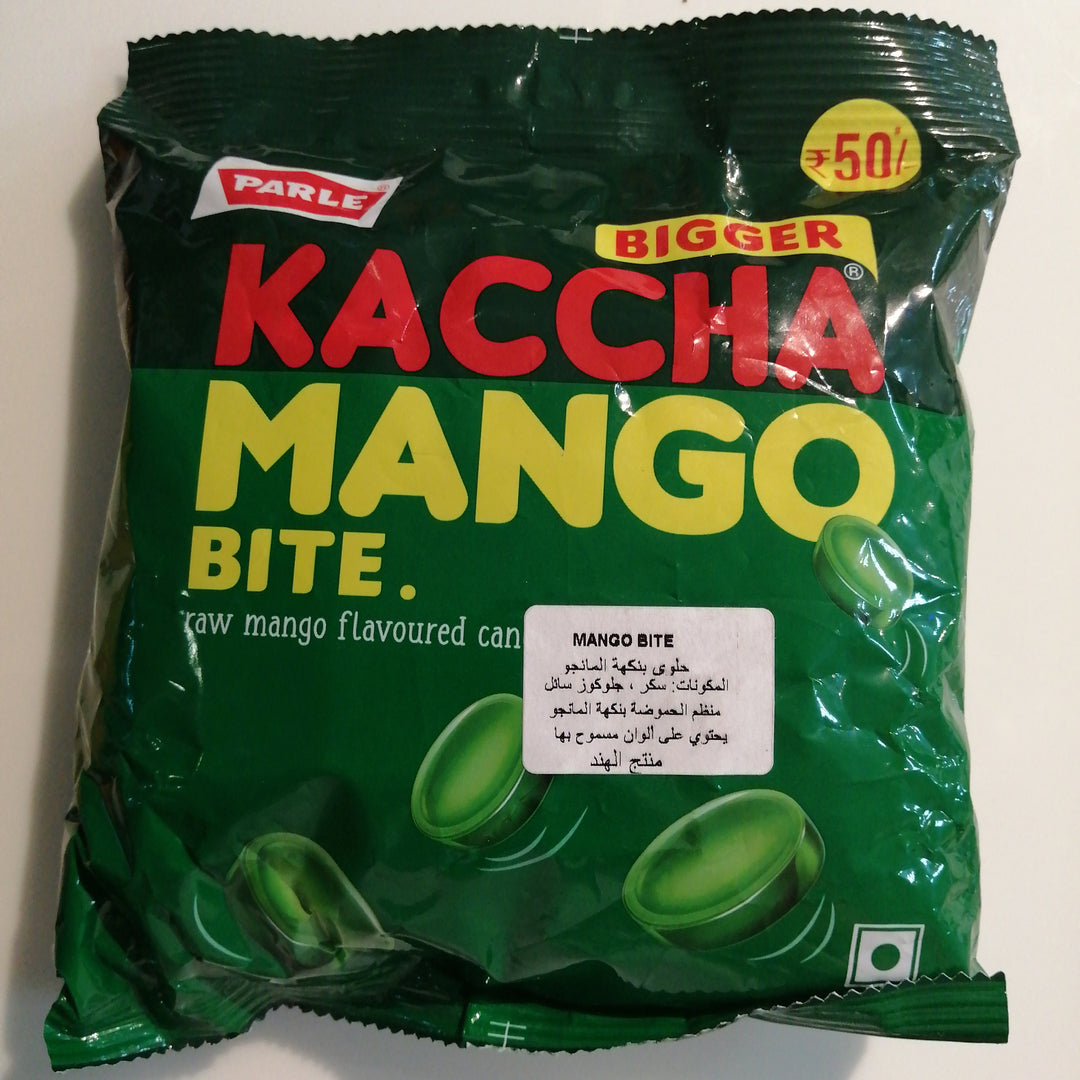 ₹50#/-
PARLE®
BIGGER
KACCHA®
MANGO
BITE.
raw mango flavoured can
MANGO BITE
حلوى بنكهة المانجو
المكونات: سكر ، جلوكوز سائل
منظم الحموضة بنكهة المانجو
يحتوي على ألوان مسموح بها
منتج الهند